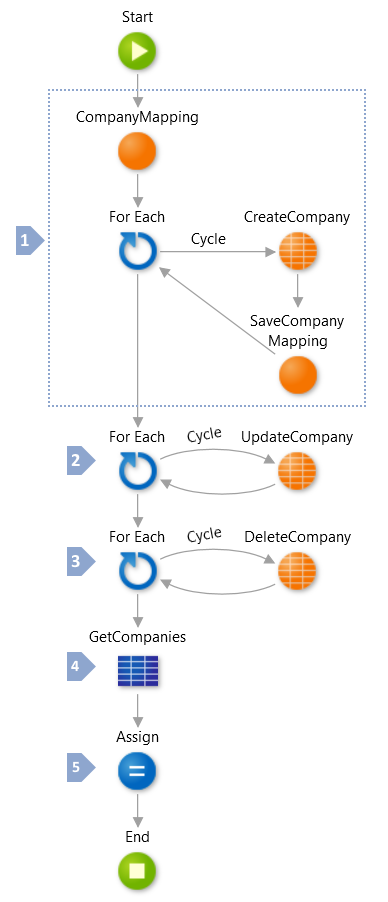 Start
CompanyMapping
1
For Each
Cycle
CreateCompany
SaveCompany
Mapping
2
For Each
Cycle
UpdateCompany
3
For Each
Cycle
DeleteCompany
4
GetCompanies
5
Assign
End